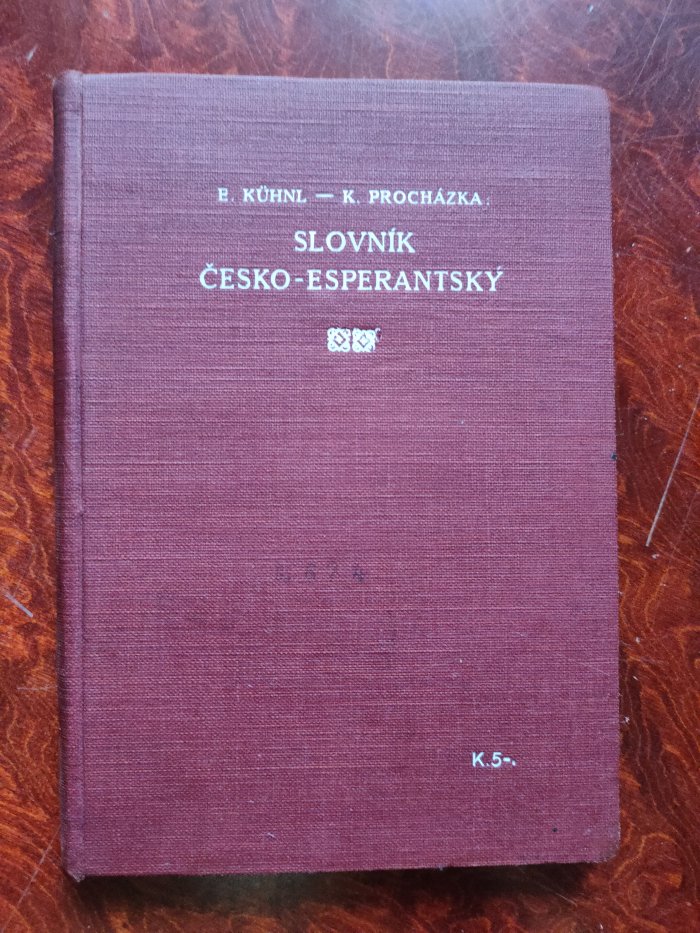 E. KÜHNL — K. PROCHÁZKA.
SLOVNÍK
ČESKO-ESPERANTSKÝ
K.5-.